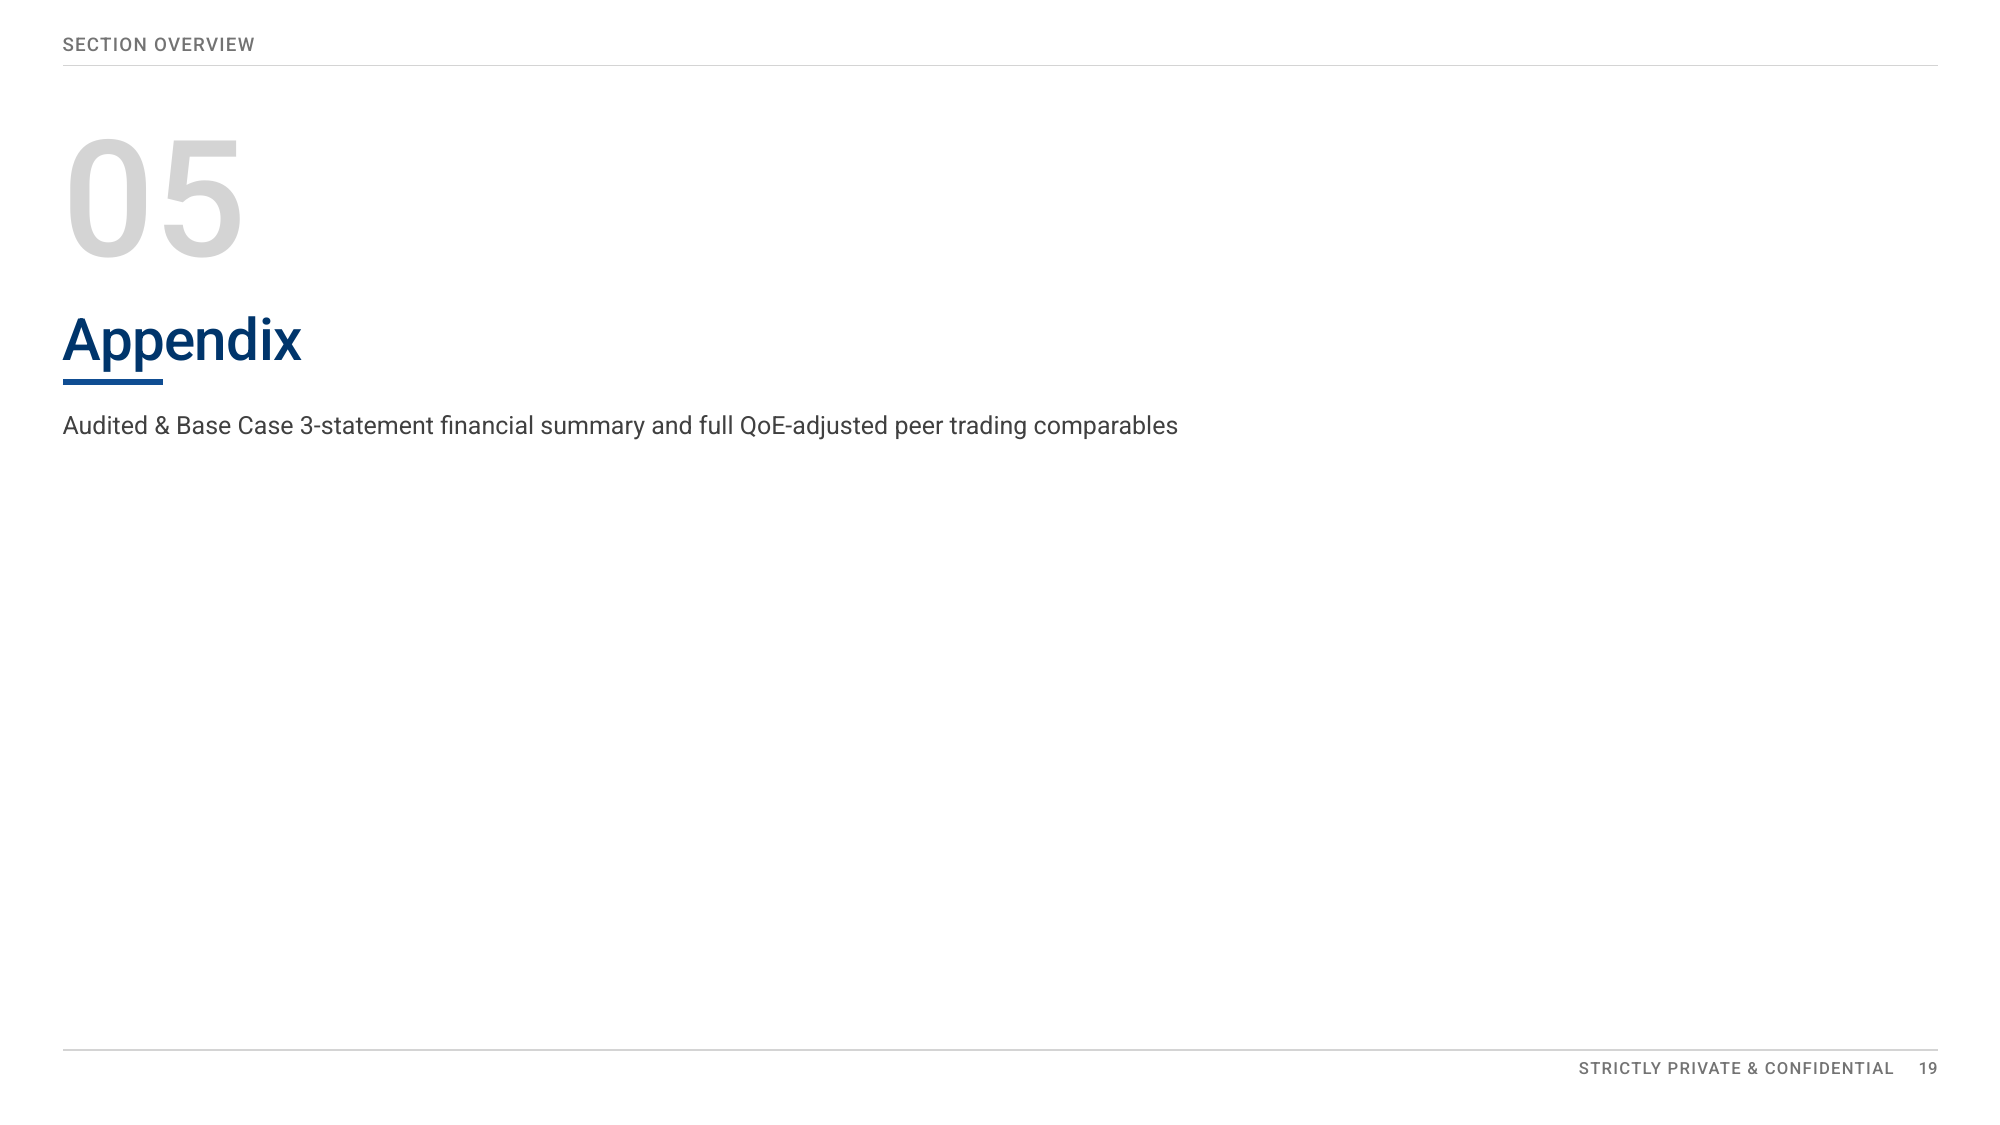 SECTION OVERVIEW
05
Appendix
Audited & Base Case 3-statement financial summary and full QoE-adjusted peer trading comparables
STRICTLY PRIVATE & CONFIDENTIAL 19